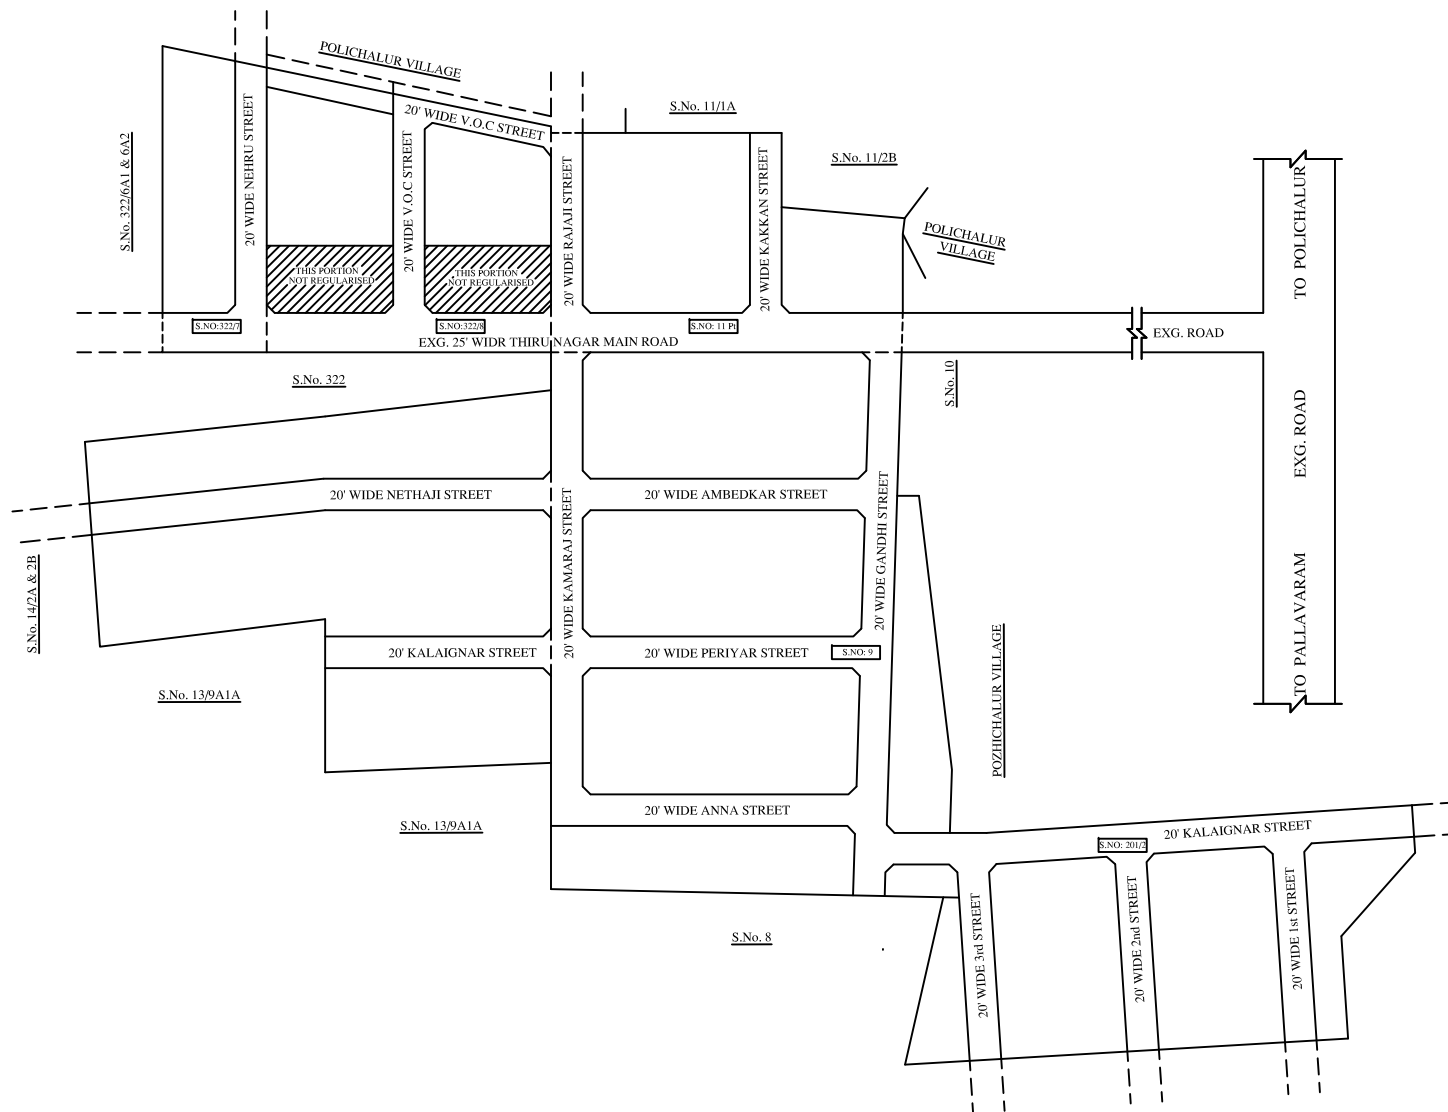 POLICHALUR VILLAGE
20' WIDE V.O.C STREET
S.No. 11/1A
S.No. 11/2B
S.No. 322/6A1 & 6A2
20' WIDE NEHRU STREET
20' WIDE V.O.C STREET
20' WIDE RAJAJI STREET
20' WIDE KAKKAN STREET
POLICHALUR
VILLAGE
TO POLICHALUR
THIS PORTION
NOT REGULARISED
THIS PORTION
NOT REGULARISED
S.NO:322/7
S.NO:322/8
S.NO: 11 Pt
EXG. 25' WIDR THIRU NAGAR MAIN ROAD
EXG. ROAD
S.No. 322
S.No. 10
EXG. ROAD
20' WIDE NETHAJI STREET
20' WIDE AMBEDKAR STREET
20' WIDE KAMARAJ STREET
20' WIDE GANDHI STREET
S.No. 14/2A & 2B
TO PALLAVARAM
20' KALAIGNAR STREET
20' WIDE PERIYAR STREET
S.NO: 9
S.No. 13/9A1A
POZHICHALUR VILLAGE
20' WIDE ANNA STREET
S.No. 13/9A1A
20' KALAIGNAR STREET
S.NO: 201/2
S.No. 8
20' WIDE 3rd STREET
20' WIDE 2nd STREET
20' WIDE 1st STREET